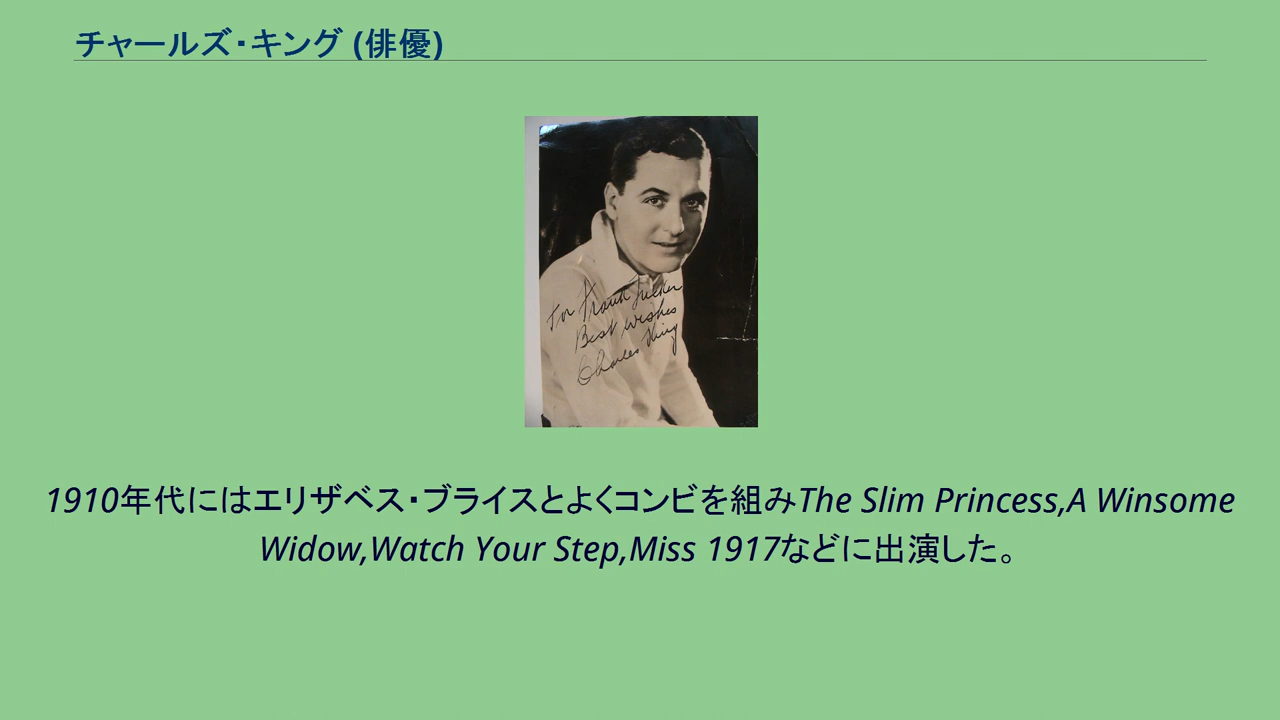 チャールズ・キング (俳優)
For Frank Tucker
Best wishes
Charles King
1910年代にはエリザベス・ブライスとよくコンビを組みThe Slim Princess,A Winsome
Widow,Watch Your Step,Miss 1917などに出演した。